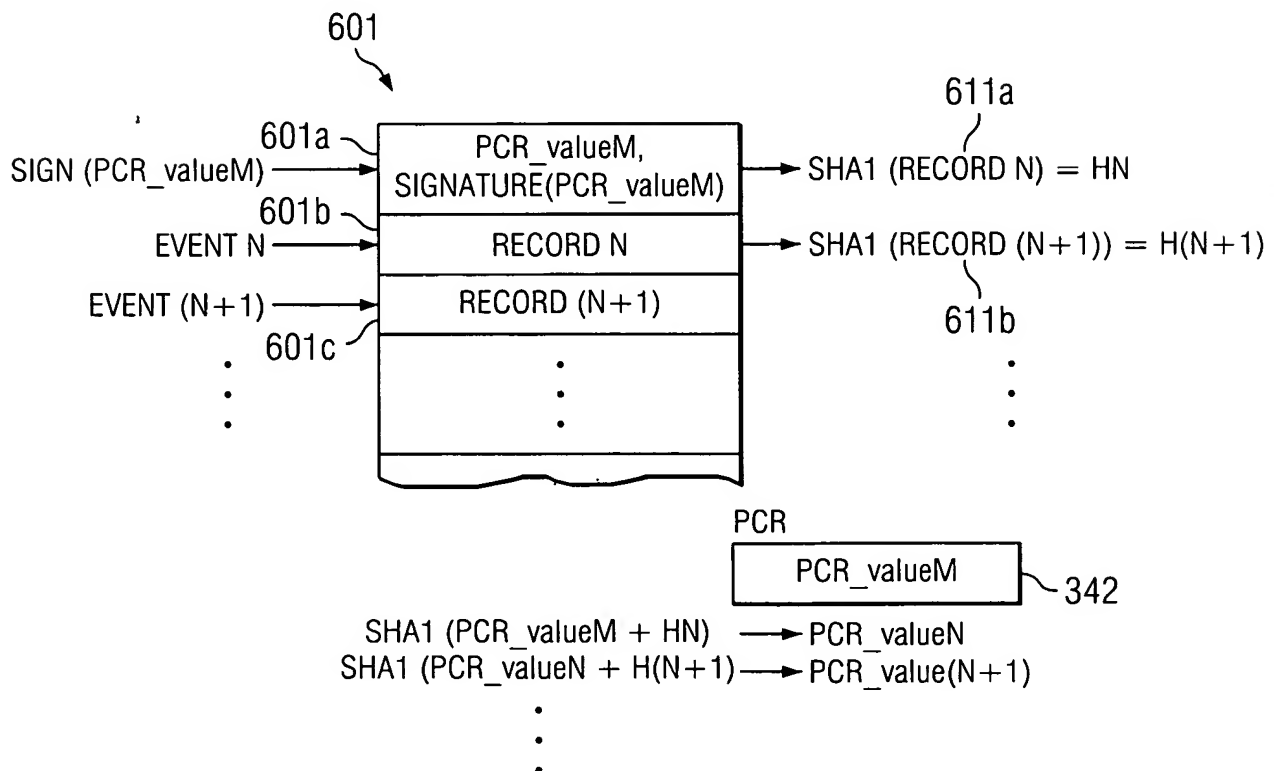 601
611a
601a
SIGN (PCR_valueM)
PCR_valueM,
SIGNATURE(PCR_valueM)
SHA1 (RECORD N) = HN
601b
EVENT N
RECORD N
SHA1 (RECORD (N+1)) = H(N+1)
EVENT (N+1)
RECORD (N+1)
601c
611b
PCR
PCR_valueM
342
SHA1 (PCR_valueM + HN)
PCR_valueN
SHA1 (PCR_valueN + H(N+1)
PCR_value(N+1)